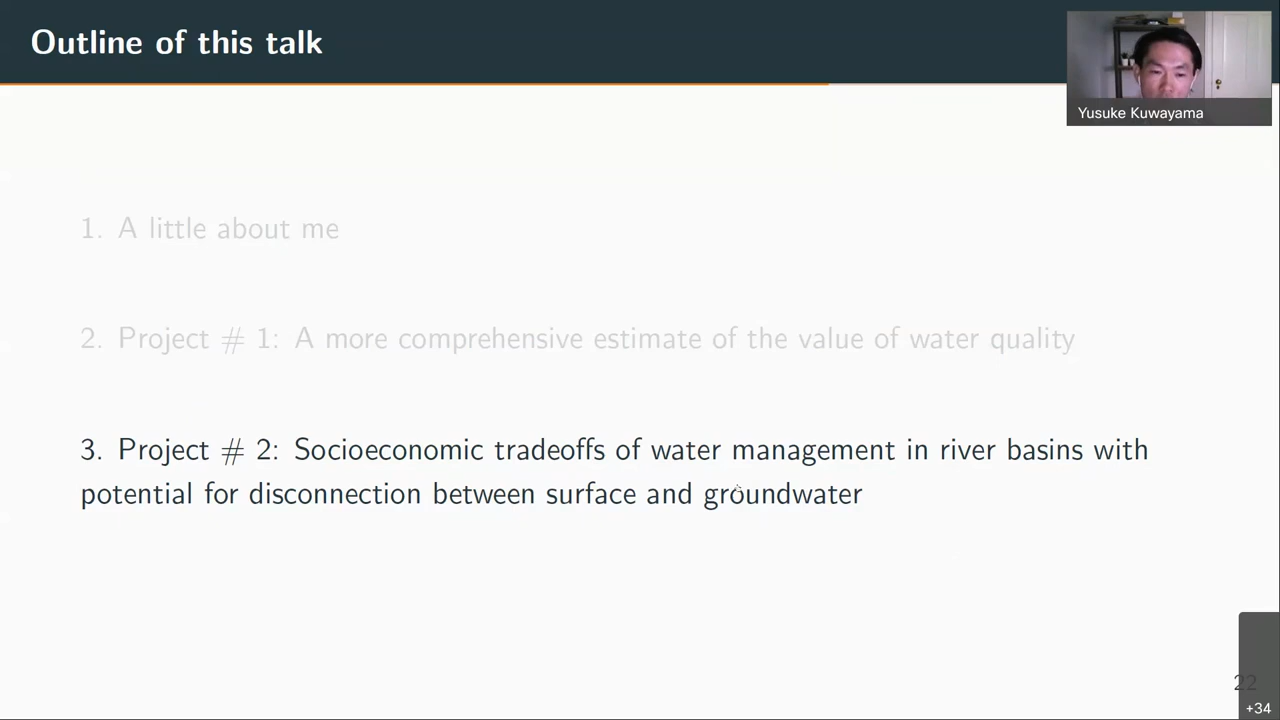 Outline of this talk
Yusuke Kuwayama
1. A little about me
2. Project # 1: A more comprehensive estimate of the value of water quality
3. Project # 2: Socioeconomic tradeoffs of water management in river basins with
potential for disconnection between surface and groundwater
22
+34